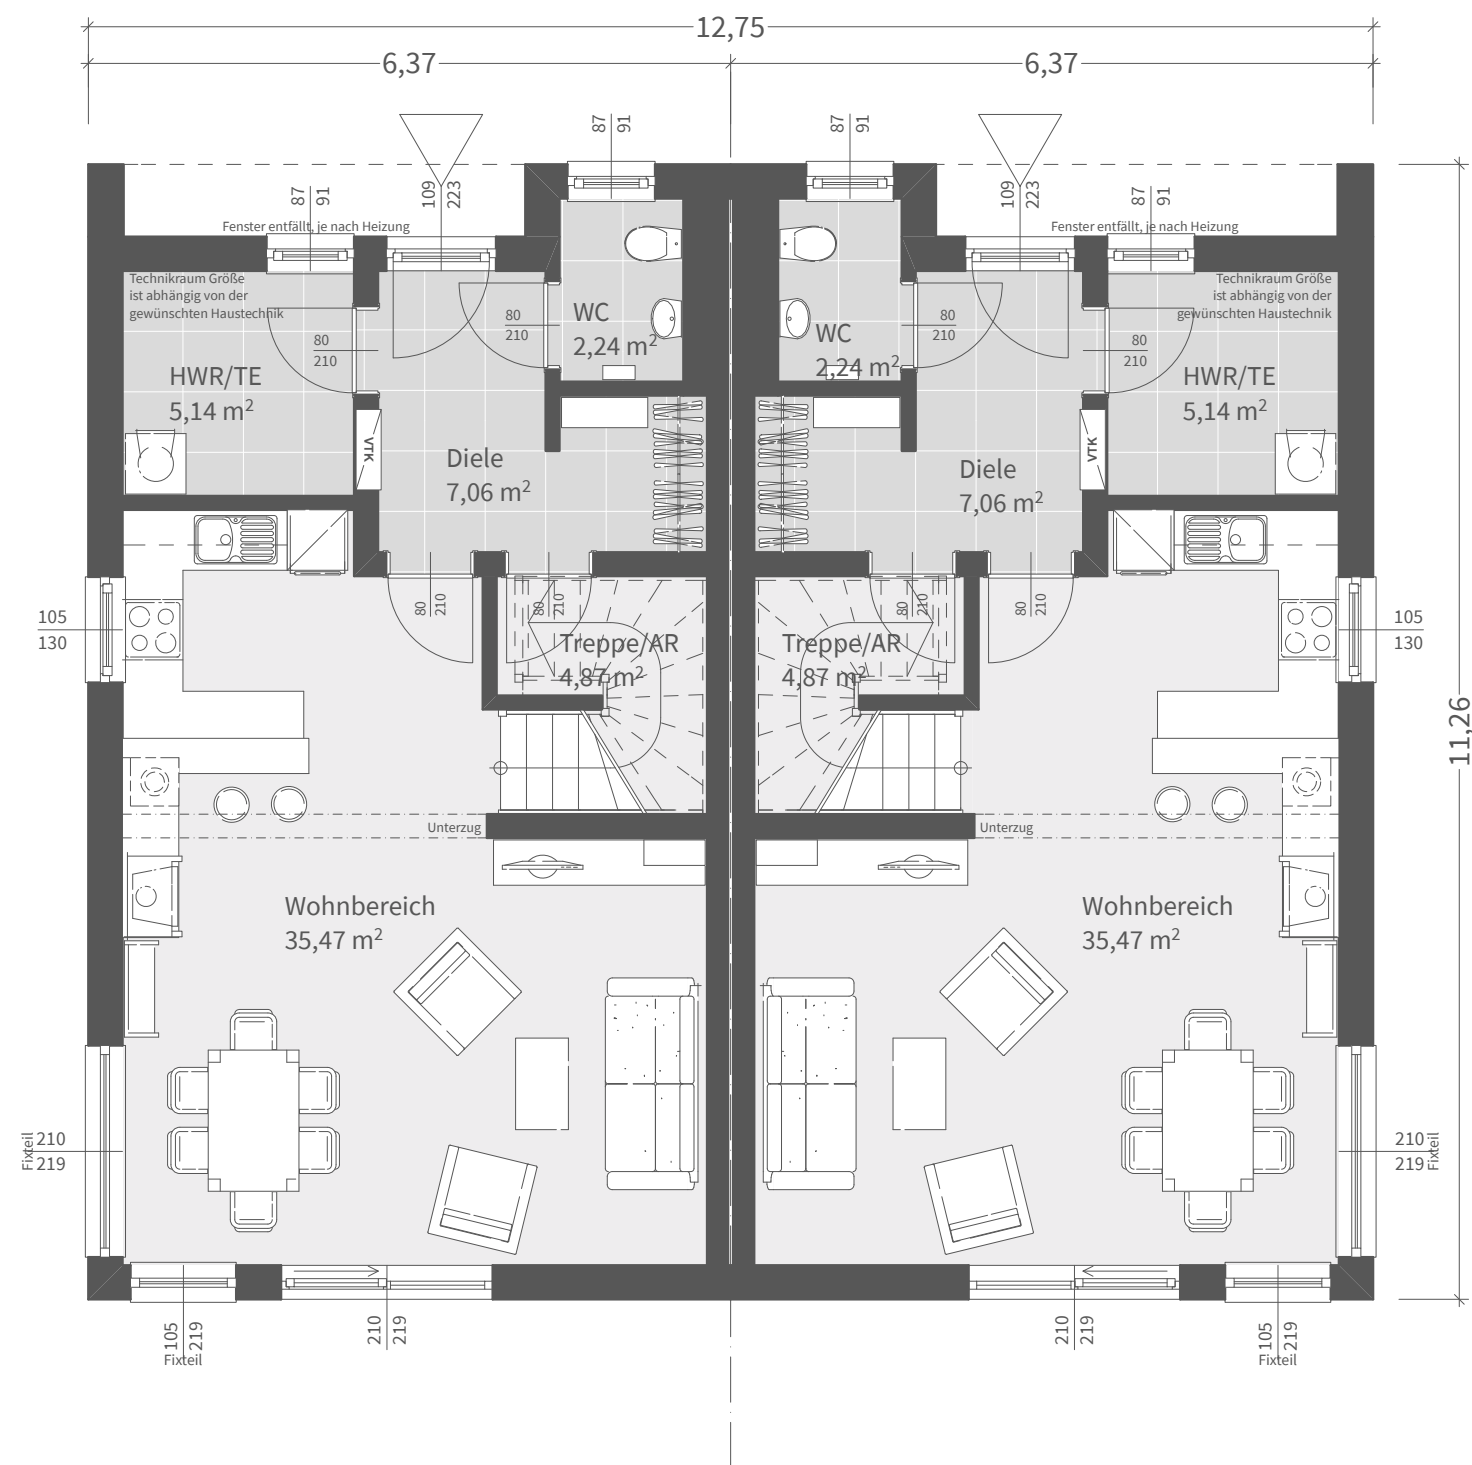 12,75
6,37
6,37
87
91
87
91
109
223
109
223
87
91
87
91
Fenster entfällt, je nach Heizung
Fenster entfällt, je nach Heizung
Technikraum Größe
ist abhängig von der
gewünschten Haustechnik
Technikraum Größe
ist abhängig von der
gewünschten Haustechnik
WC
2,24 m²
WC
2,24 m²
80
210
80
210
80
210
80
210
HWR/TE
5,14 m²
HWR/TE
5,14 m²
VTK
VTK
Diele
7,06 m²
Diele
7,06 m²
80
210
80
210
80
210
80
210
105
130
105
130
Treppe/AR
4,87 m²
Treppe/AR
4,87 m²
11,26
Unterzug
Unterzug
Wohnbereich
35,47 m²
Wohnbereich
35,47 m²
Fixteil
210
219
210
219
Fixteil
105
219
Fixteil
210
219
210
219
105
219
Fixteil